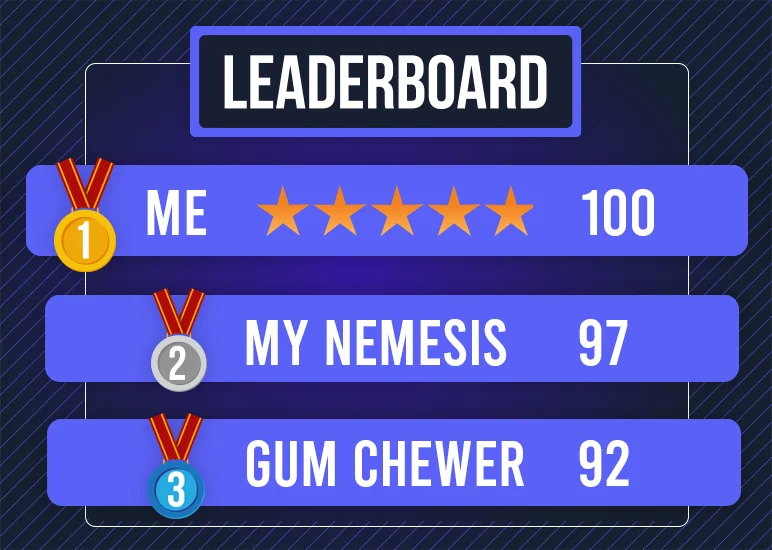 LEADERBOARD
1 ME 100
2 MY NEMESIS 97
3 GUM CHEWER 92